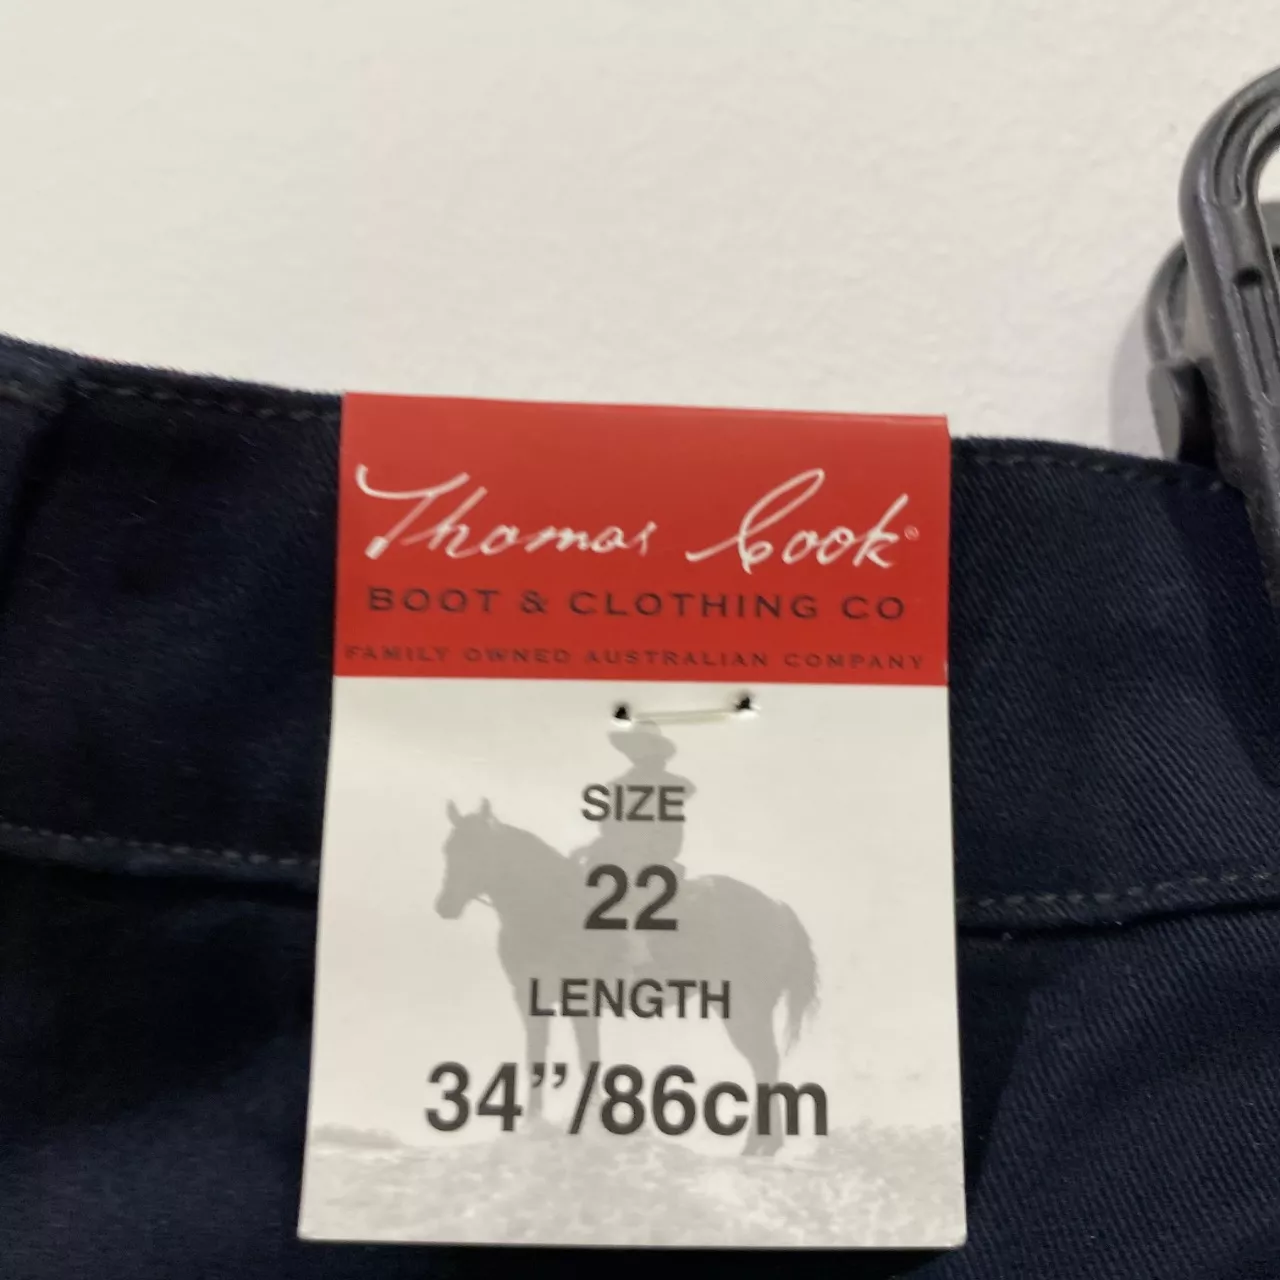 Thomas Cook®
BOOT & CLOTHING CO
FAMILY OWNED AUSTRALIAN COMPANY
SIZE
22
LENGTH
34”/86cm